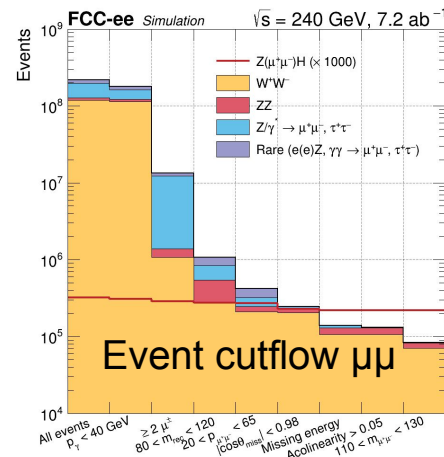 FCC-ee Simulation √s = 240 GeV, 7.2 ab⁻¹
Events
10⁹
10⁸
10⁷
10⁶
10⁵
10⁴
Z(μ⁺μ⁻)H (× 1000)
W⁺W⁻
ZZ
Z/γ* → μ⁺μ⁻, τ⁺τ⁻
Rare (e(e)Z, γγ → μ⁺μ⁻, τ⁺τ⁻)
Event cutflow μμ
All events
pγ < 40 GeV
≥ 2 μ±
80 < m_rec < 120
20 < p_μ⁺μ⁻ < 65
|cosθ_miss| < 0.98
Missing energy
Acolinearity > 0.05
110 < m_μ⁺μ⁻ < 130